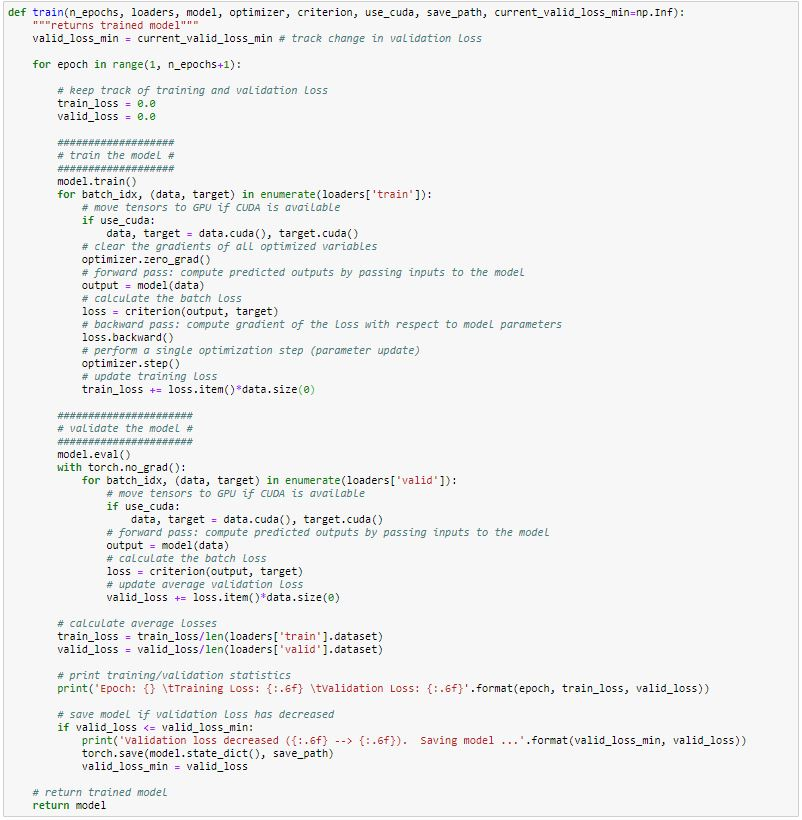 def train(n_epochs, loaders, model, optimizer, criterion, use_cuda, save_path, current_valid_loss_min=np.Inf):
    """returns trained model"""
    valid_loss_min = current_valid_loss_min # track change in validation loss

    for epoch in range(1, n_epochs+1):

        # keep track of training and validation loss
        train_loss = 0.0
        valid_loss = 0.0

        ###################
        # train the model #
        ###################
        model.train()
        for batch_idx, (data, target) in enumerate(loaders['train']):
            # move tensors to GPU if CUDA is available
            if use_cuda:
                data, target = data.cuda(), target.cuda()
            # clear the gradients of all optimized variables
            optimizer.zero_grad()
            # forward pass: compute predicted outputs by passing inputs to the model
            output = model(data)
            # calculate the batch loss
            loss = criterion(output, target)
            # backward pass: compute gradient of the loss with respect to model parameters
            loss.backward()
            # perform a single optimization step (parameter update)
            optimizer.step()
            # update training loss
            train_loss += loss.item()*data.size(0)

        ######################
        # validate the model #
        ######################
        model.eval()
        with torch.no_grad():
            for batch_idx, (data, target) in enumerate(loaders['valid']):
                # move tensors to GPU if CUDA is available
                if use_cuda:
                    data, target = data.cuda(), target.cuda()
                # forward pass: compute predicted outputs by passing inputs to the model
                output = model(data)
                # calculate the batch loss
                loss = criterion(output, target)
                # update average validation loss
                valid_loss += loss.item()*data.size(0)

        # calculate average losses
        train_loss = train_loss/len(loaders['train'].dataset)
        valid_loss = valid_loss/len(loaders['valid'].dataset)

        # print training/validation statistics
        print('Epoch: {} \tTraining Loss: {:.6f} \tValidation Loss: {:.6f}'.format(epoch, train_loss, valid_loss))

        # save model if validation loss has decreased
        if valid_loss <= valid_loss_min:
            print('Validation loss decreased ({:.6f} --> {:.6f}).  Saving model ...'.format(valid_loss_min, valid_loss))
            torch.save(model.state_dict(), save_path)
            valid_loss_min = valid_loss

    # return trained model
    return model